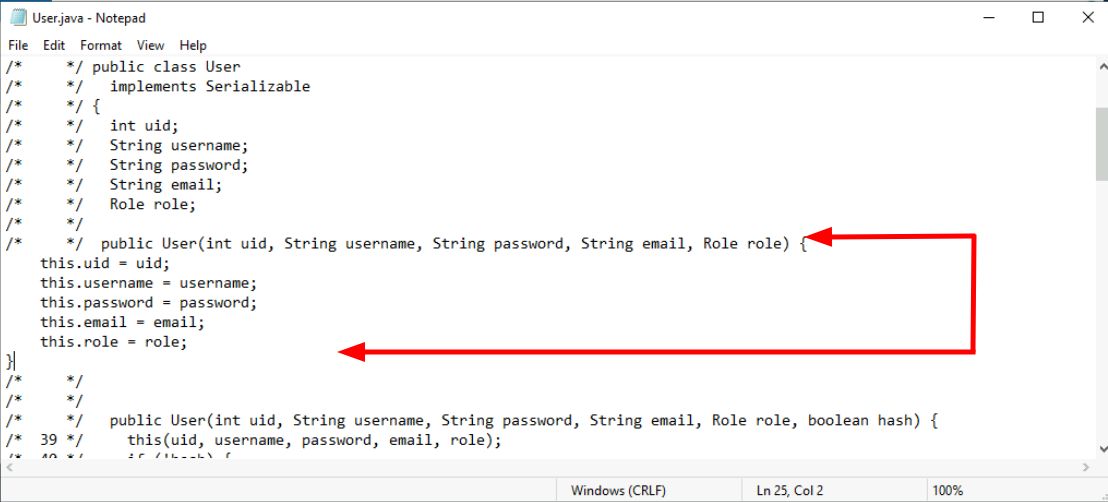 User.java - Notepad
File Edit Format View Help
/*     */ public class User
/*     */   implements Serializable
/*     */ {
/*     */   int uid;
/*     */   String username;
/*     */   String password;
/*     */   String email;
/*     */   Role role;
/*     */
/*     */  public User(int uid, String username, String password, String email, Role role) {
    this.uid = uid;
    this.username = username;
    this.password = password;
    this.email = email;
    this.role = role;
}
/*     */
/*     */
/*     */   public User(int uid, String username, String password, String email, Role role, boolean hash) {
/*  39 */     this(uid, username, password, email, role);
/*  40 */     if (!hash) {
Windows (CRLF) Ln 25, Col 2 100%